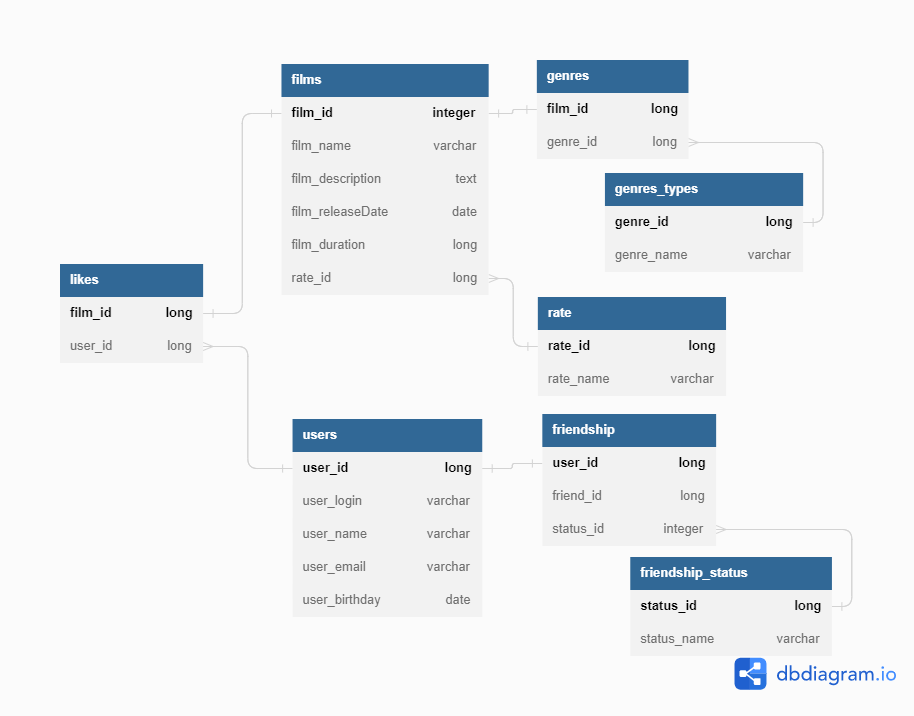 films
film_id integer
film_name varchar
film_description text
film_releaseDate date
film_duration long
rate_id long
genres
film_id long
genre_id long
genres_types
genre_id long
genre_name varchar
likes
film_id long
user_id long
rate
rate_id long
rate_name varchar
users
user_id long
user_login varchar
user_name varchar
user_email varchar
user_birthday date
friendship
user_id long
friend_id long
status_id integer
friendship_status
status_id long
status_name varchar
dbdiagram.io